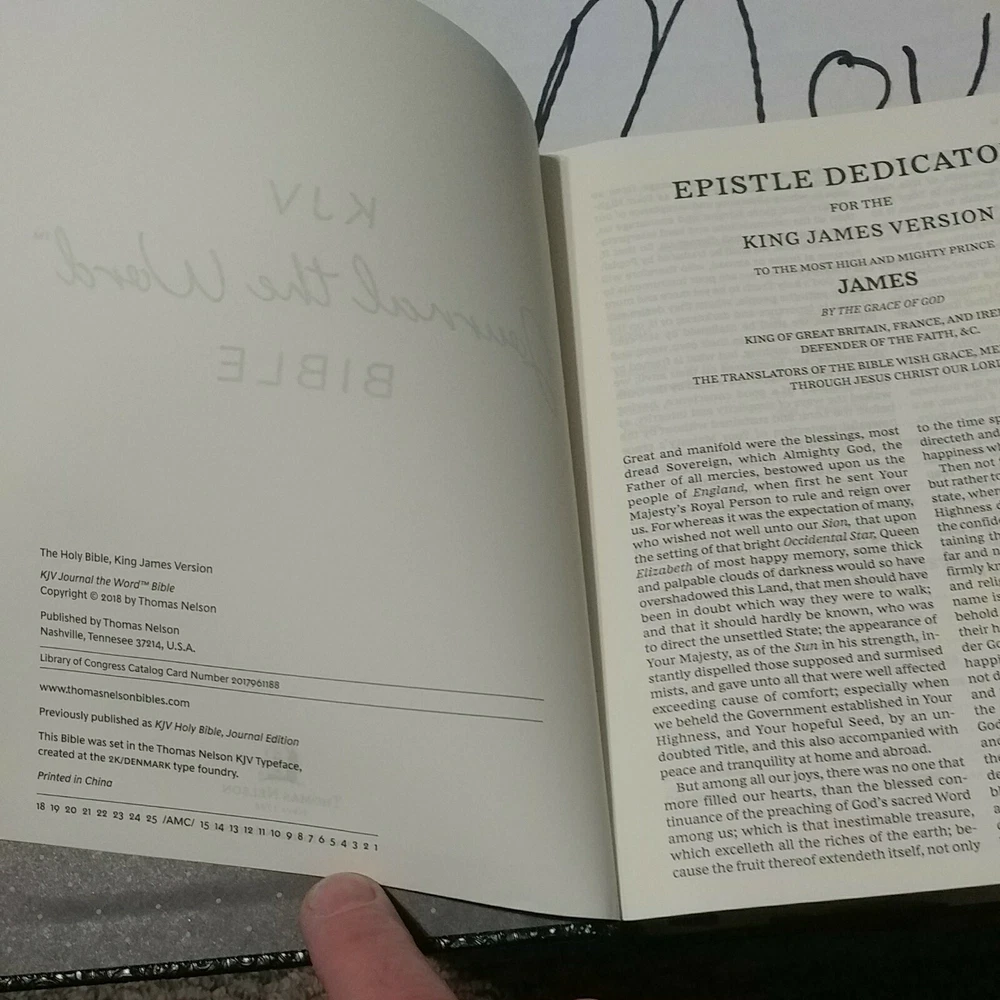 Mov
KJV
Journal the Word™
BIBLE
The Holy Bible, King James Version
KJV Journal the Word™ Bible
Copyright © 2018 by Thomas Nelson
Published by Thomas Nelson
Nashville, Tennesee 37214, U.S.A.
Library of Congress Catalog Card Number 2017961188
www.thomasnelsonbibles.com
Previously published as KJV Holy Bible, Journal Edition
This Bible was set in the Thomas Nelson KJV Typeface,
created at the 2K/DENMARK type foundry.
Printed in China
18 19 20 21 22 23 24 25 /AMC/ 15 14 13 12 11 10 9 8 7 6 5 4 3 2 1
THOMAS NELSON
EPISTLE DEDICATO
FOR THE
KING JAMES VERSION
TO THE MOST HIGH AND MIGHTY PRINCE
JAMES
BY THE GRACE OF GOD
KING OF GREAT BRITAIN, FRANCE, AND IRE
DEFENDER OF THE FAITH, &C.
THE TRANSLATORS OF THE BIBLE WISH GRACE, ME
THROUGH JESUS CHRIST OUR LORD
Great and manifold were the blessings, most
dread Sovereign, which Almighty God, the
Father of all mercies, bestowed upon us the
people of England, when first he sent Your
Majesty's Royal Person to rule and reign over
us. For whereas it was the expectation of many,
who wished not well unto our Sion, that upon
the setting of that bright Occidental Star, Queen
Elizabeth of most happy memory, some thick
and palpable clouds of darkness would so have
overshadowed this Land, that men should have
been in doubt which way they were to walk;
and that it should hardly be known, who was
to direct the unsettled State; the appearance of
Your Majesty, as of the Sun in his strength, in-
stantly dispelled those supposed and surmised
mists, and gave unto all that were well affected
exceeding cause of comfort; especially when
we beheld the Government established in Your
Highness, and Your hopeful Seed, by an un-
doubted Title, and this also accompanied with
peace and tranquility at home and abroad.
But among all our joys, there was no one that
more filled our hearts, than the blessed con-
tinuance of the preaching of God's sacred Word
among us; which is that inestimable treasure,
which excelleth all the riches of the earth; be-
cause the fruit thereof extendeth itself, not only
to the time sp
directeth and
happiness wh
Then not
but rather to
state, when
Highness d
the confide
taining th
far and n
firmly kn
and relig
name is
behold
their h
der Go
happi
not d
and
the
God
and
the
de
bl
a